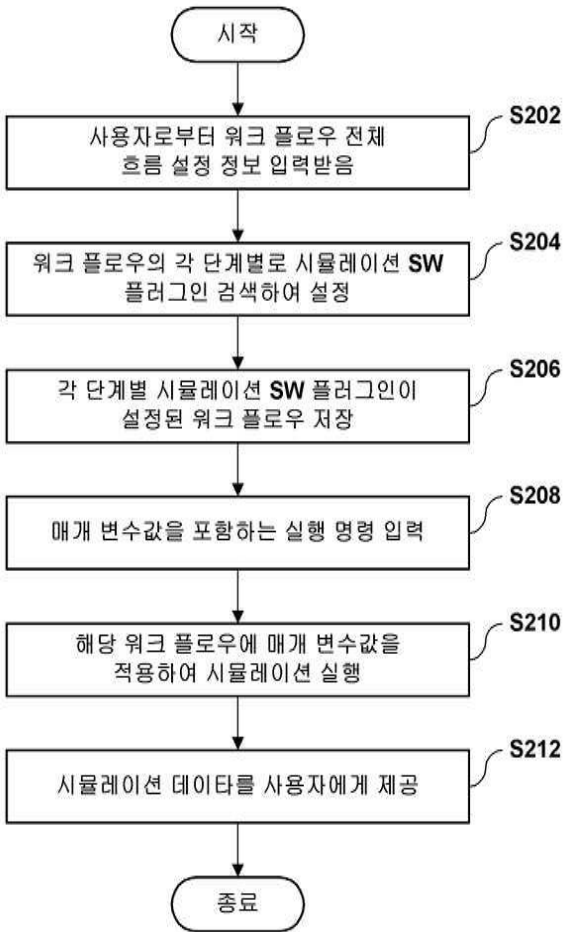 시작
S202
사용자로부터 워크 플로우 전체
흐름 설정 정보 입력받음
S204
워크 플로우의 각 단계별로 시뮬레이션 SW
플러그인 검색하여 설정
S206
각 단계별 시뮬레이션 SW 플러그인이
설정된 워크 플로우 저장
S208
매개 변수값을 포함하는 실행 명령 입력
S210
해당 워크 플로우에 매개 변수값을
적용하여 시뮬레이션 실행
S212
시뮬레이션 데이타를 사용자에게 제공
종료